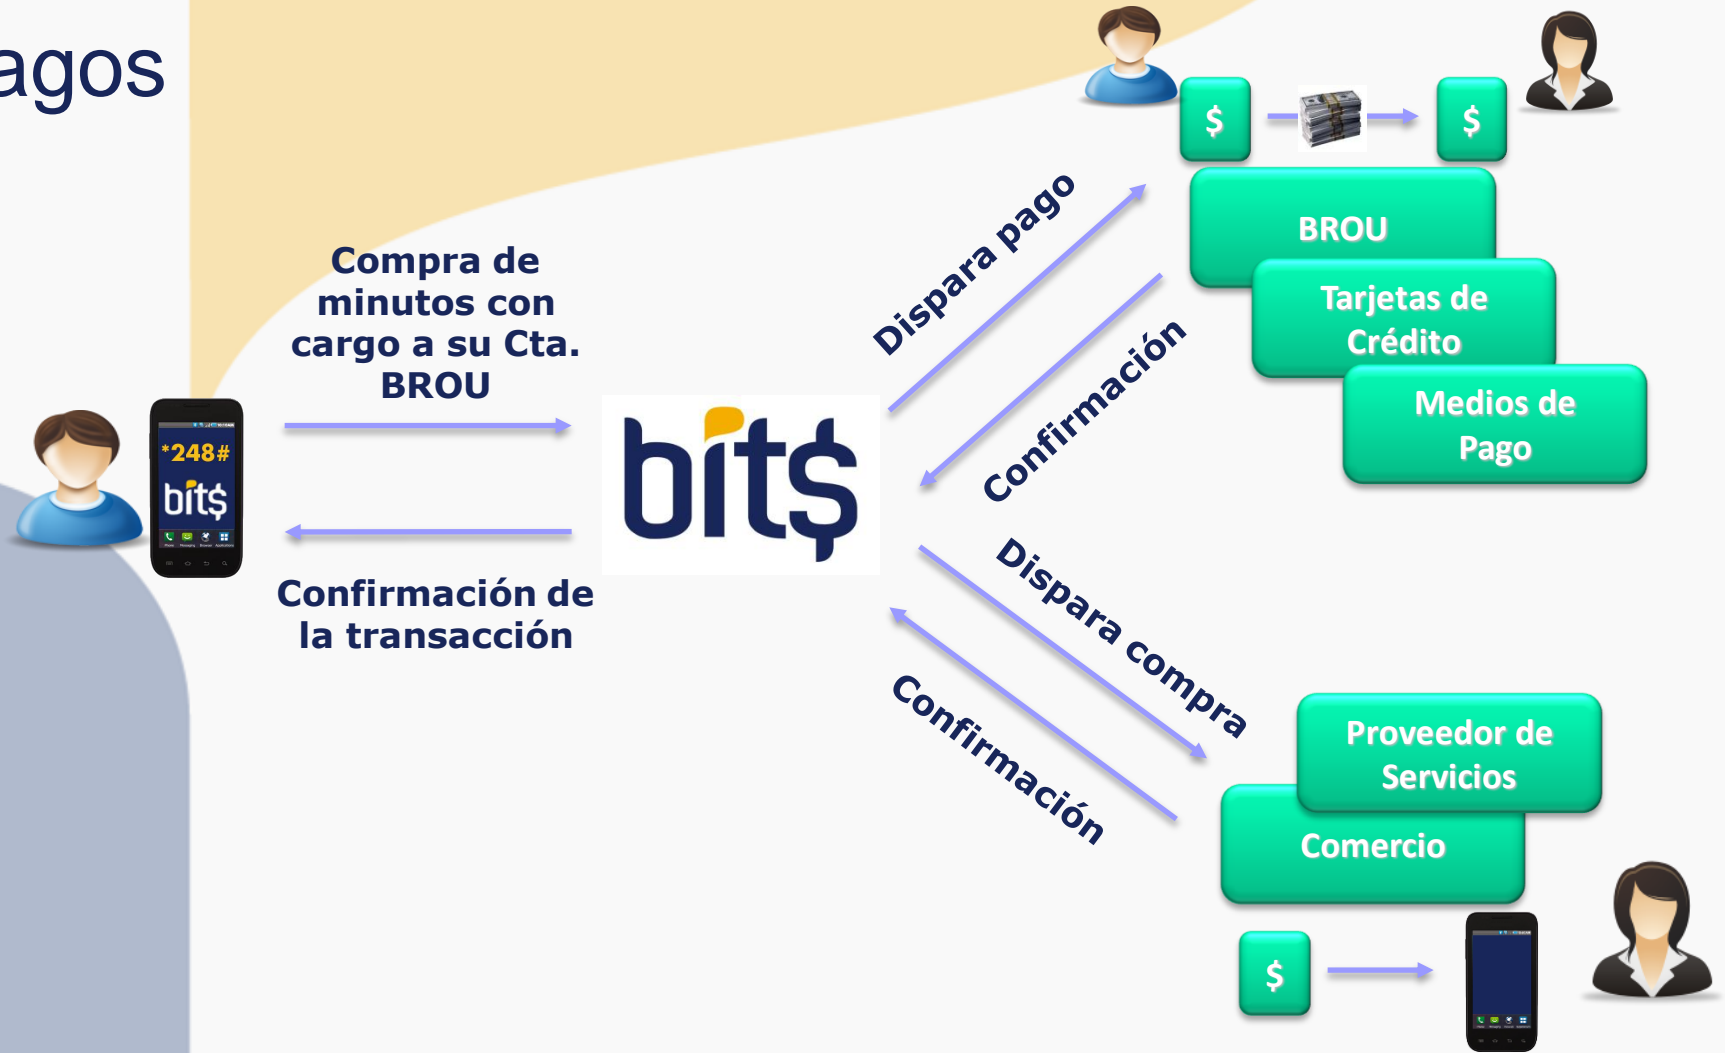 agos
$
$
BROU
Tarjetas de
Crédito
Medios de
Pago
Dispara pago
Confirmación
Compra de
minutos con
cargo a su Cta.
BROU
*248#
bit$
bit$
Confirmación de
la transacción
Dispara compra
Confirmación
Proveedor de
Servicios
Comercio
$